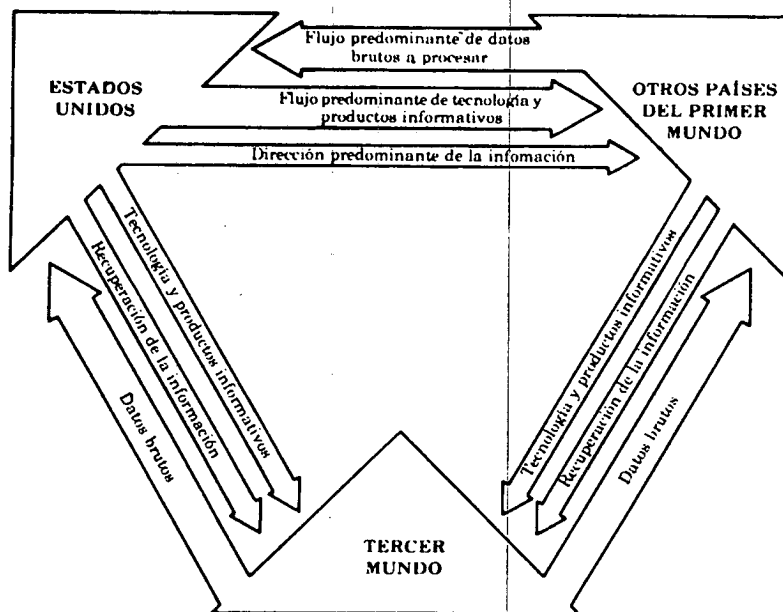 Flujo predominante de datos
brutos a procesar
ESTADOS
UNIDOS
OTROS PAÍSES
DEL PRIMER
MUNDO
Flujo predominante de tecnología y
productos informativos
Dirección predominante de la infomación
Tecnología y productos informativos
Recuperación de la información
Datos brutos
Tecnología y productos informativos
Recuperación de la información
Datos brutos
TERCER
MUNDO